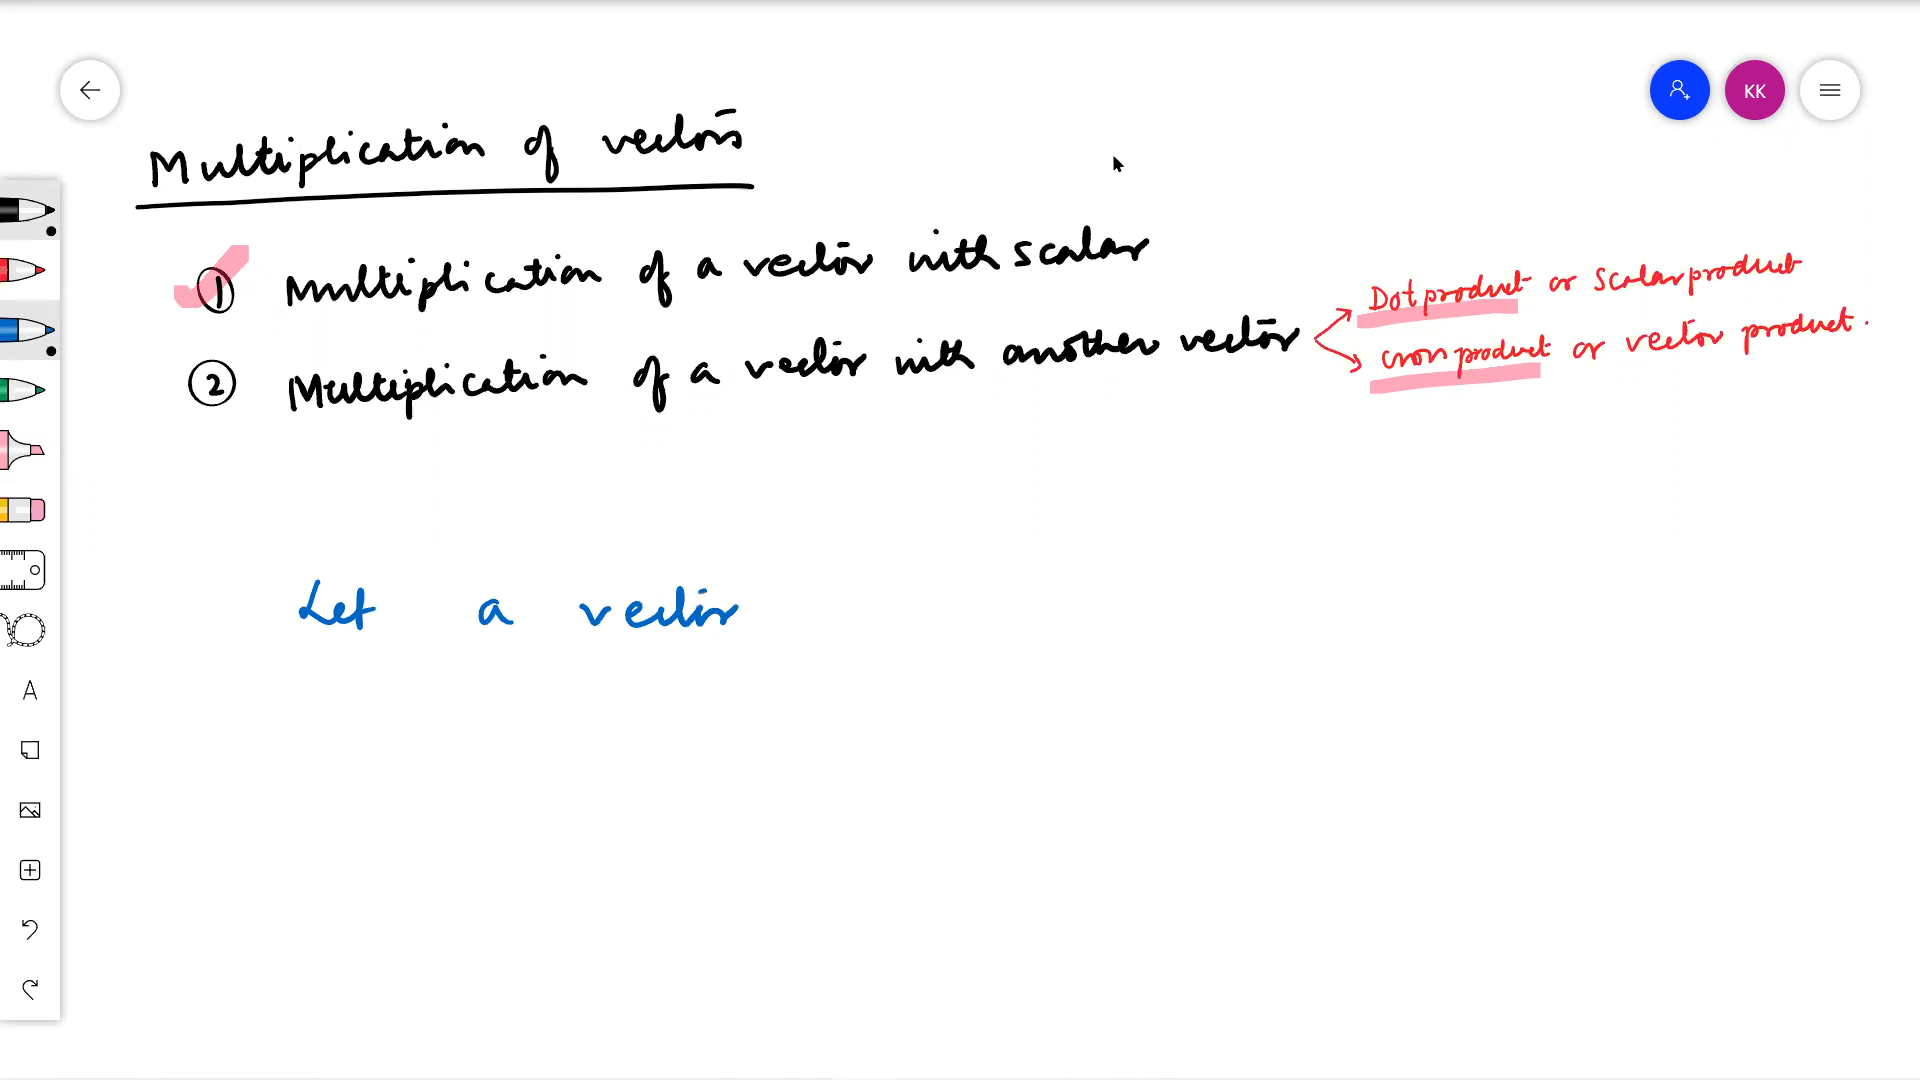 KK
Multiplication of vectors
① Multiplication of a vector with scalar
② Multiplication of a vector with another vector
Dot product or Scalar product
cross product or vector product.
Let a vector
A